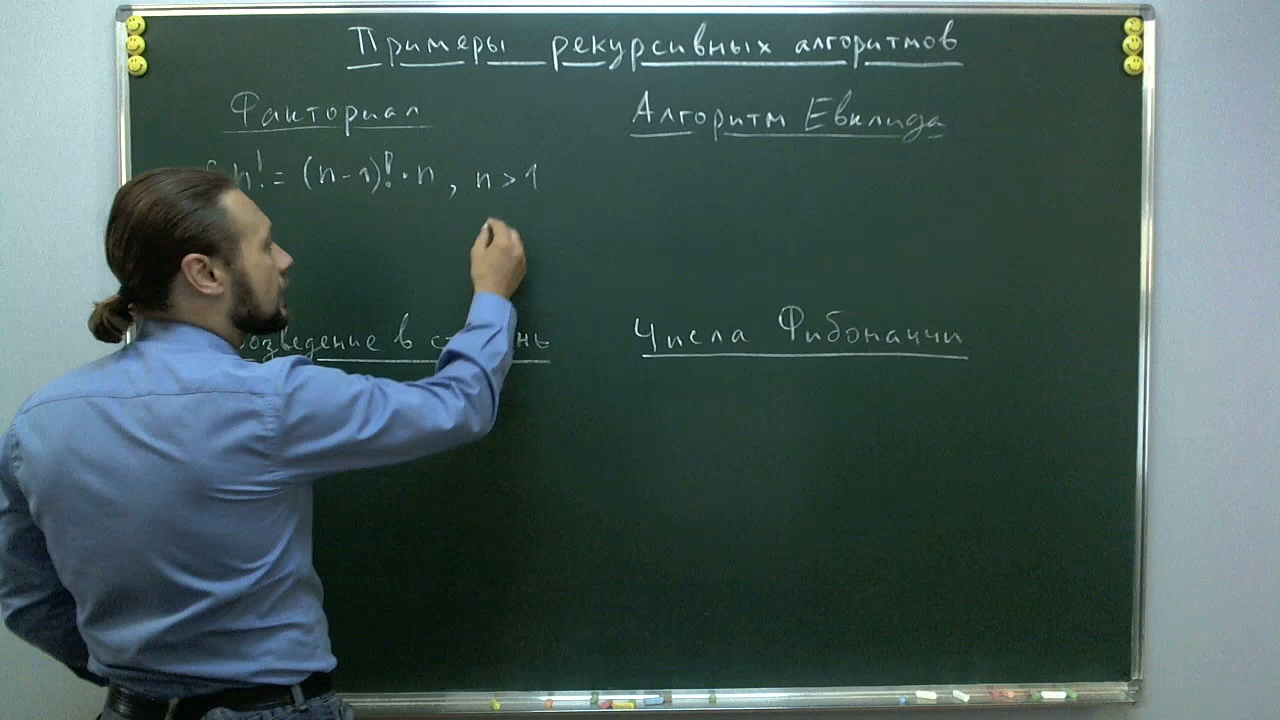 Примеры рекурсивных алгоритмов
Факториал
n! = (n-1)! · n , n > 1
в
Алгоритм Евклида
Числа Фибоначчи